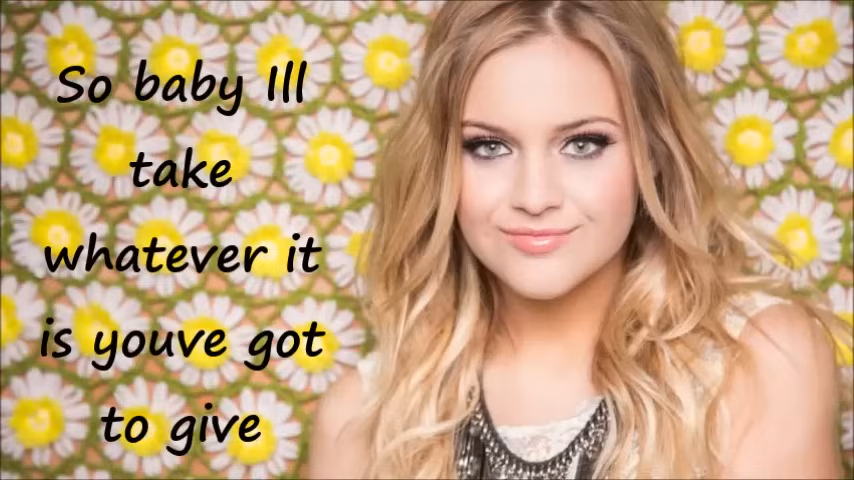 So baby Ill
take
whatever it
is youve got
to give